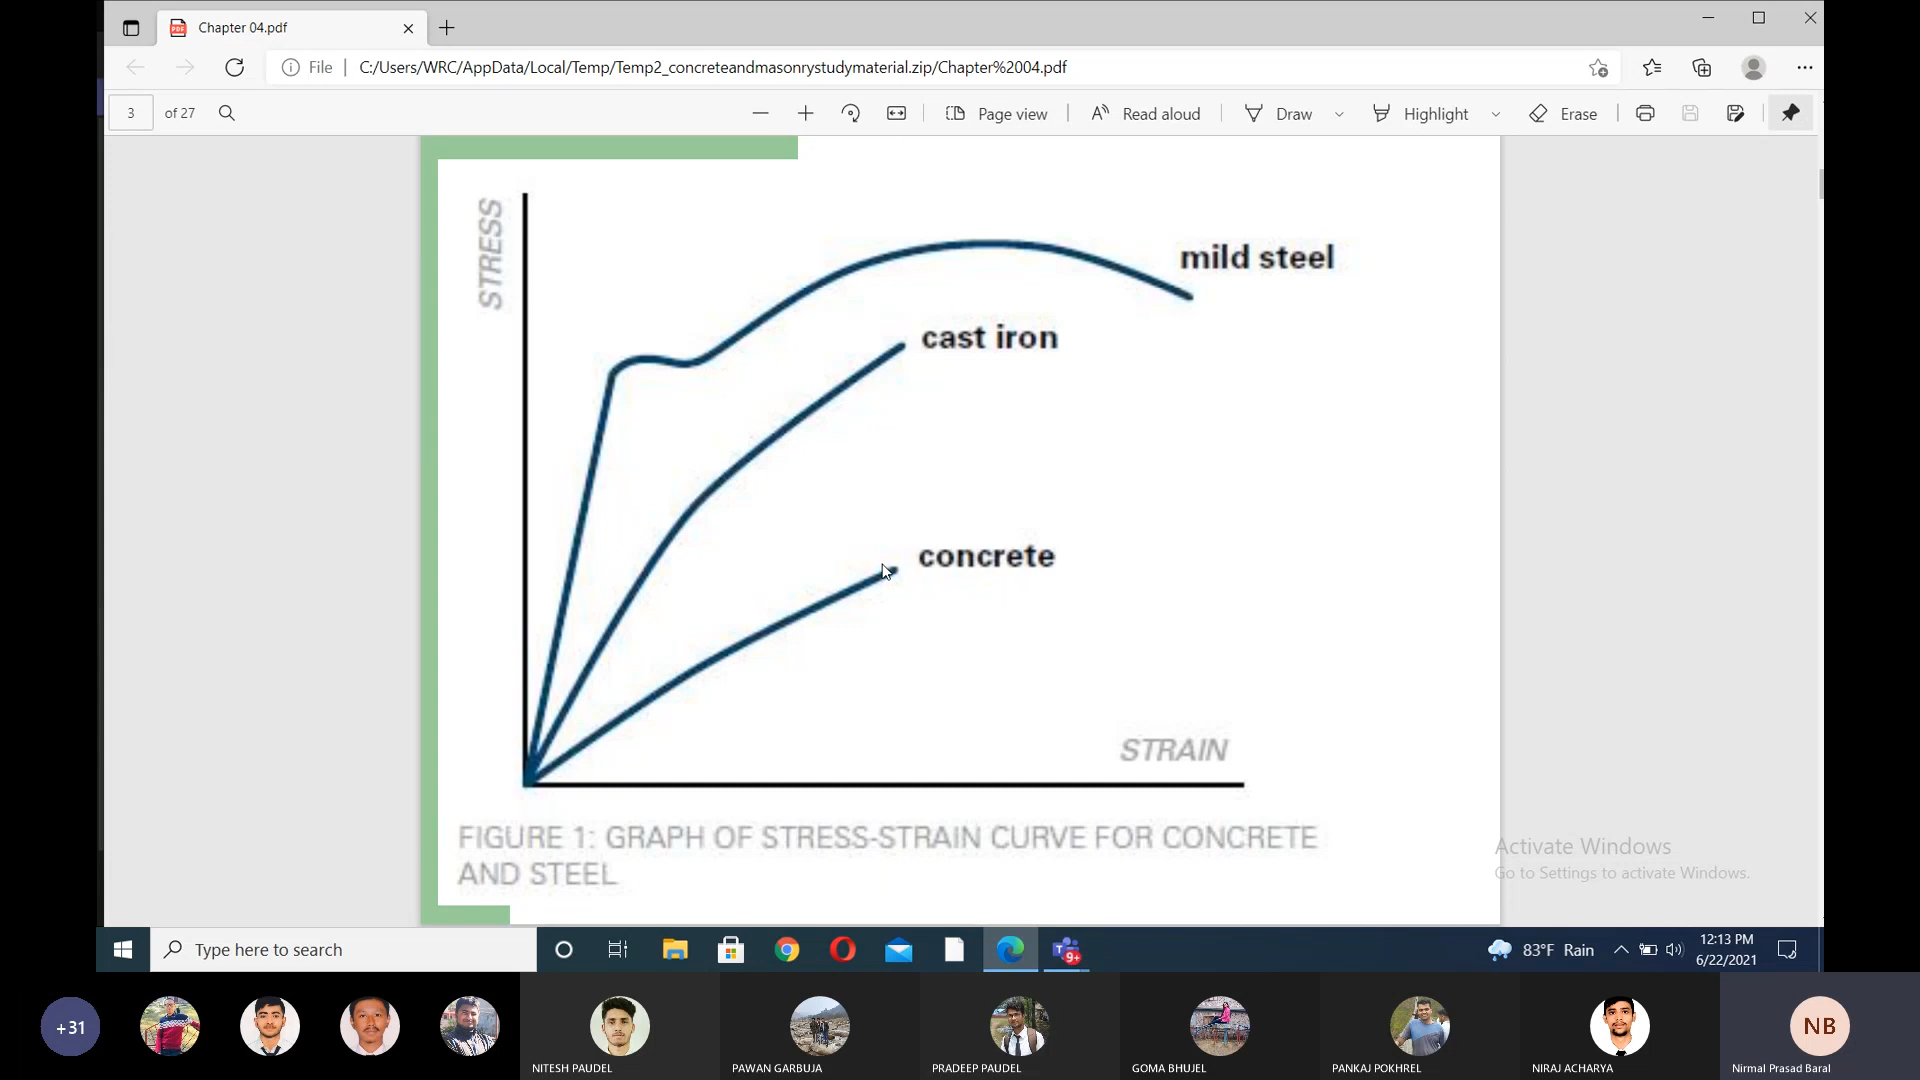 Chapter 04.pdf
File
C:/Users/WRC/AppData/Local/Temp/Temp2_concreteandmasonrystudymaterial.zip/Chapter%2004.pdf
3 of 27
Page view
Read aloud
Draw
Highlight
Erase
STRESS
mild steel
cast iron
concrete
STRAIN
FIGURE 1: GRAPH OF STRESS-STRAIN CURVE FOR CONCRETE
AND STEEL
Activate Windows
Go to Settings to activate Windows.
Type here to search
9+
83°F Rain
12:13 PM
6/22/2021
+31
NB
NITESH PAUDEL
PAWAN GARBUJA
PRADEEP PAUDEL
GOMA BHUJEL
PANKAJ POKHREL
NIRAJ ACHARYA
Nirmal Prasad Baral